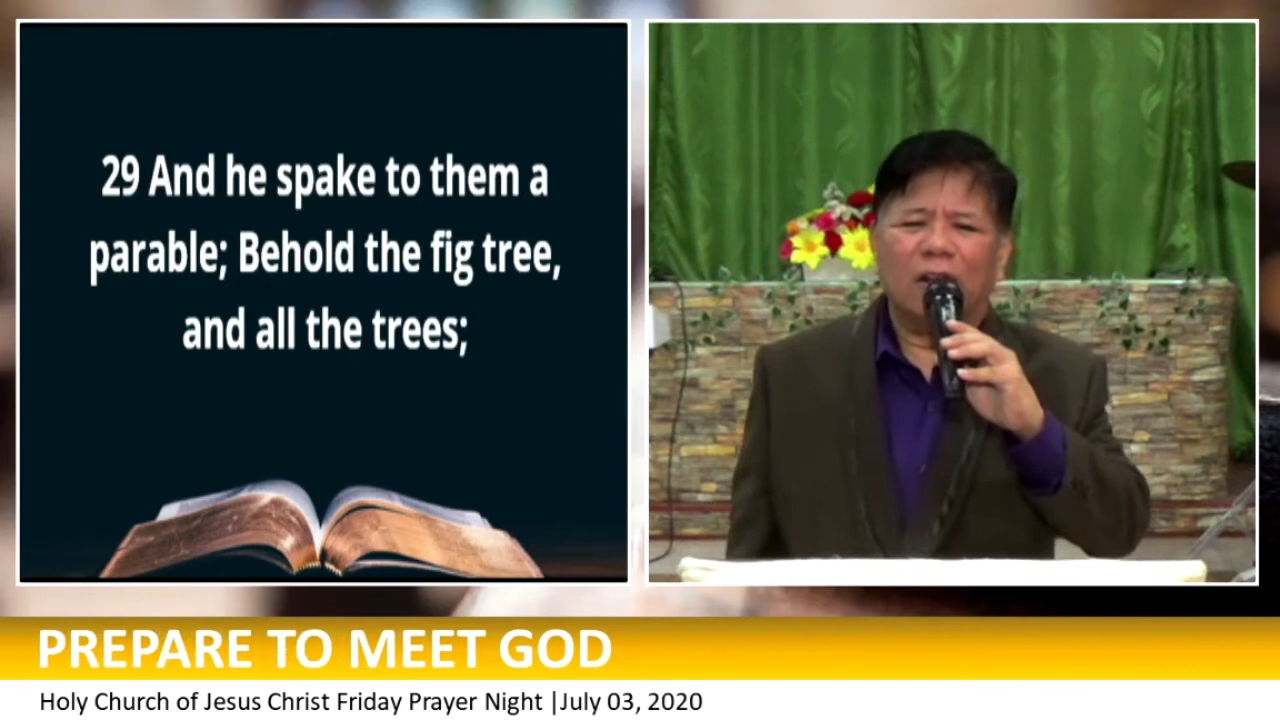 29 And he spake to them a
parable; Behold the fig tree,
and all the trees;
PREPARE TO MEET GOD
Holy Church of Jesus Christ Friday Prayer Night |July 03, 2020